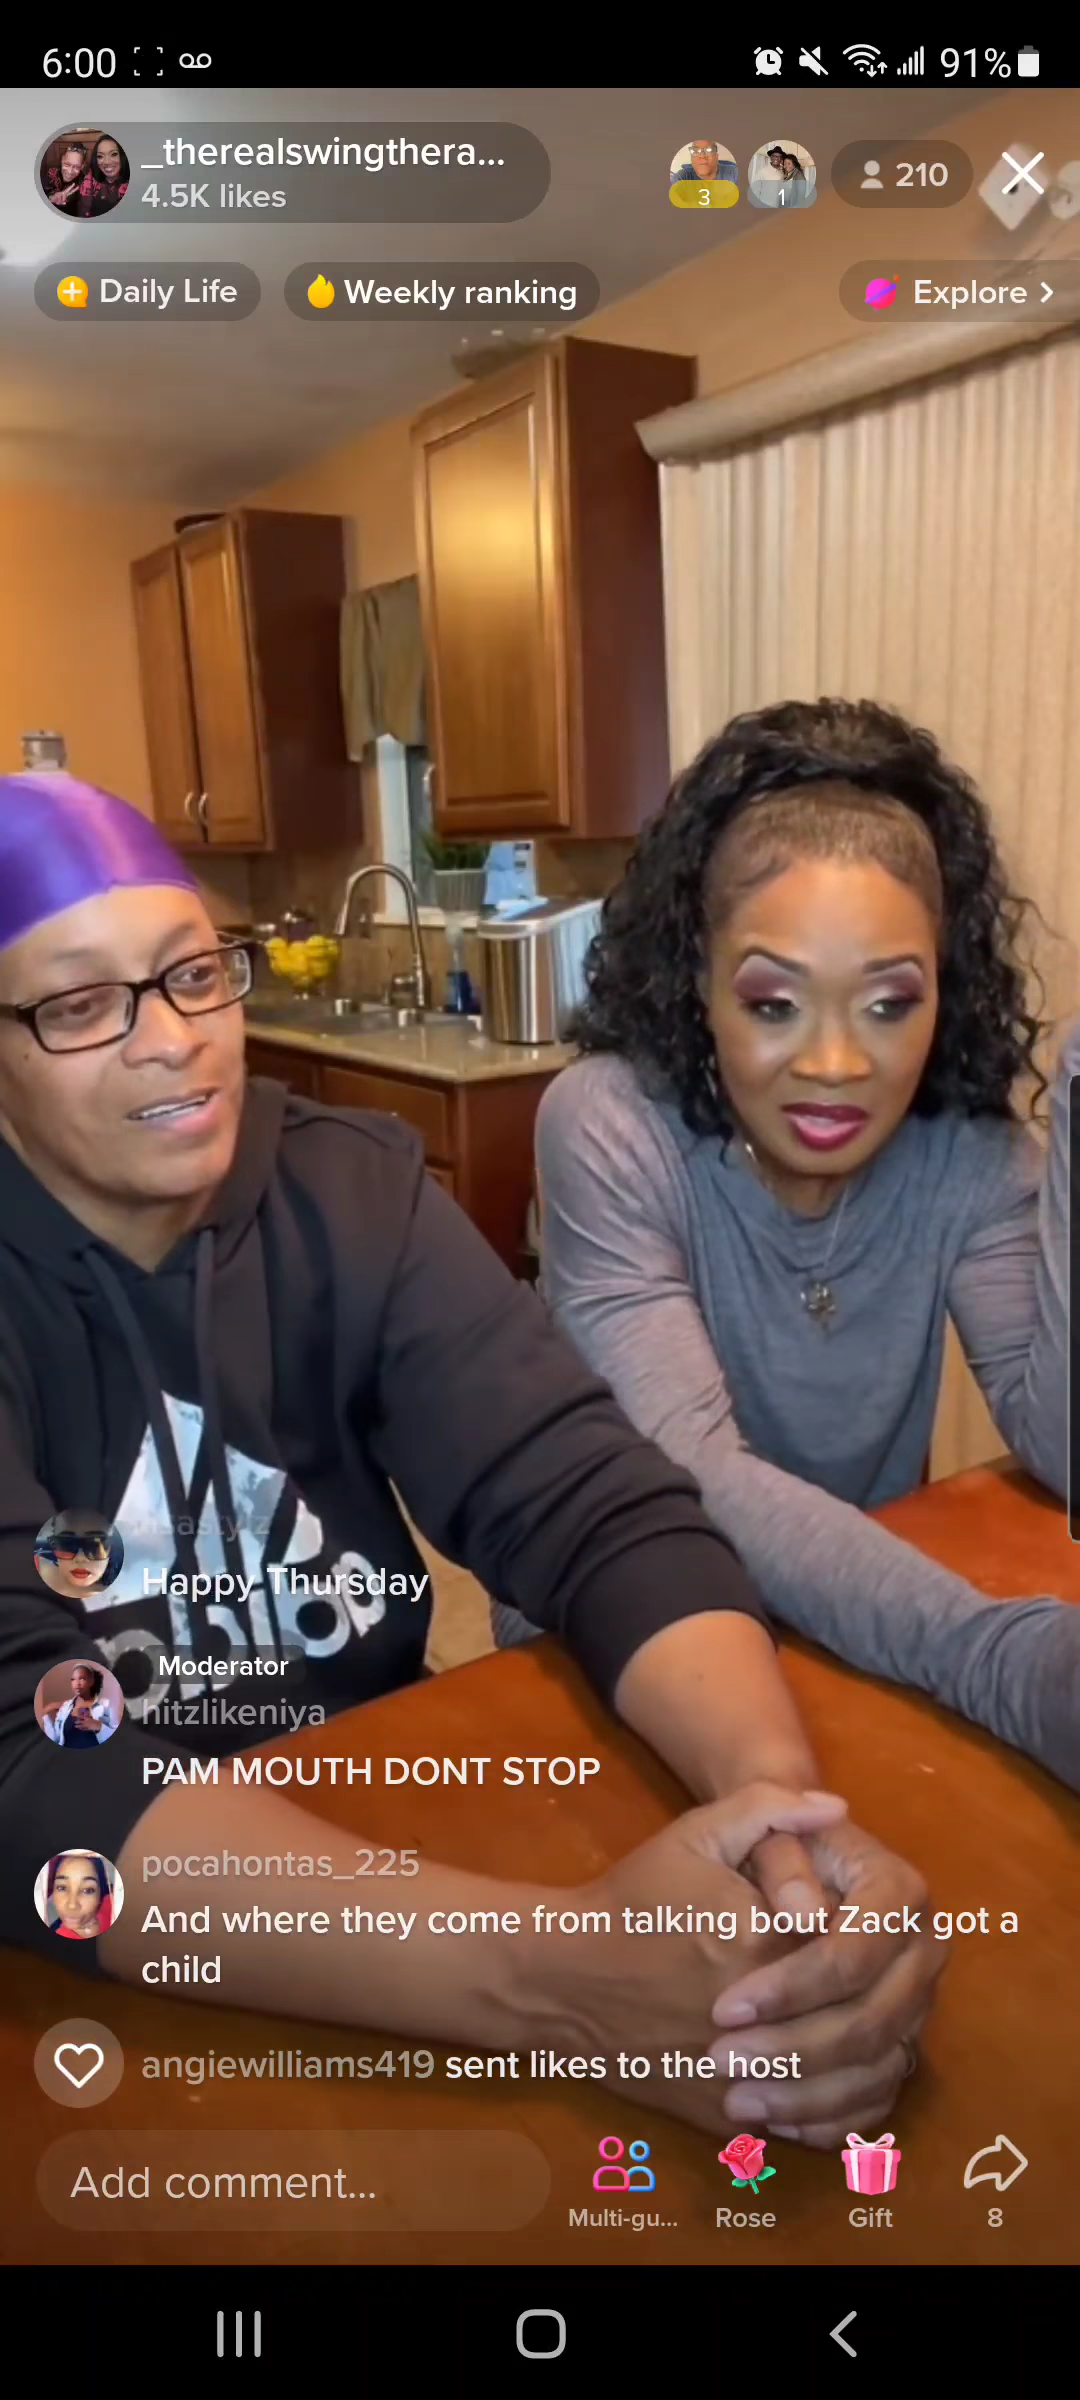 6:00
91%
_therealswingthera...
4.5K likes
3
1
210
Daily Life
Weekly ranking
Explore >
Happy Thursday
Moderator
hitzlikeniya
PAM MOUTH DONT STOP
pocahontas_225
And where they come from talking bout Zack got a
child
angiewilliams419 sent likes to the host
Add comment...
Multi-gu...
Rose
Gift
8